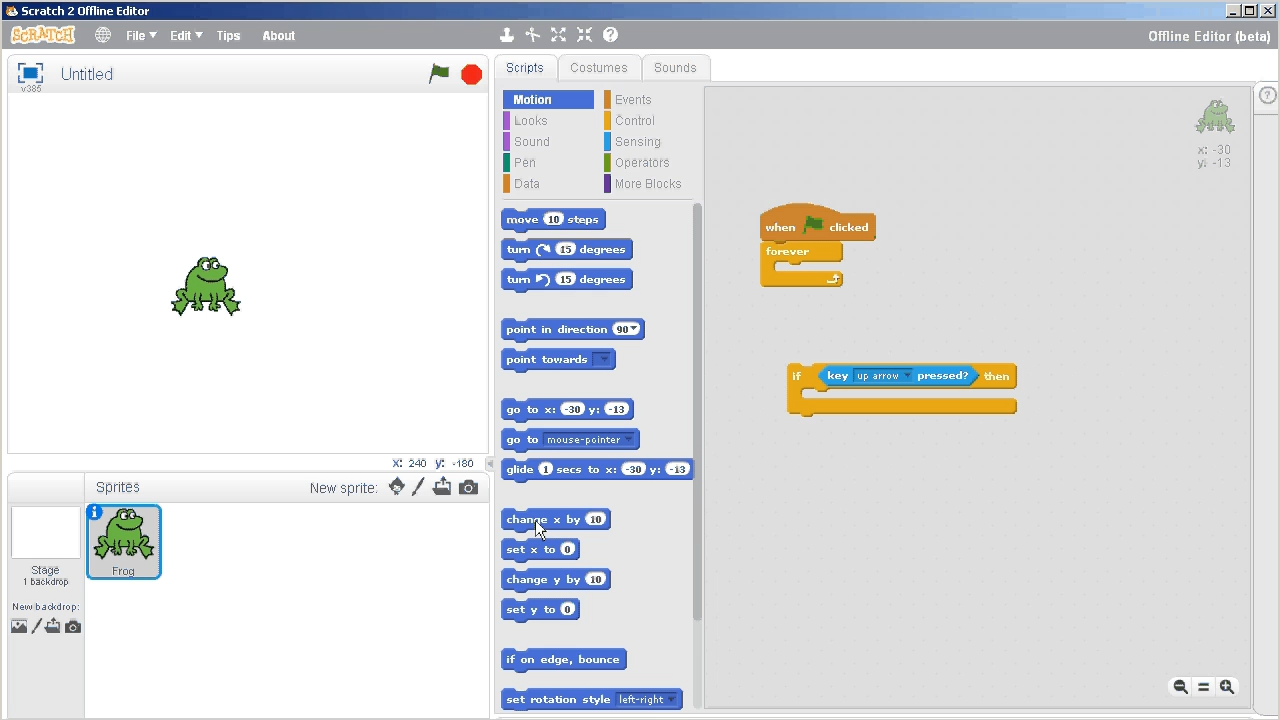 Scratch 2 Offline Editor
SCRATCH File Edit Tips About Offline Editor (beta)
v385 Untitled
Scripts Costumes Sounds
Motion Events
Looks Control
Sound Sensing
Pen Operators
Data More Blocks
x: -30
y: -13
move 10 steps
turn 15 degrees
turn 15 degrees
point in direction 90
point towards
go to x: -30 y: -13
go to mouse-pointer
glide 1 secs to x: -30 y: -13
change x by 10
set x to 0
change y by 10
set y to 0
if on edge, bounce
set rotation style left-right
when clicked
forever
if key up arrow pressed? then
X: 240 y: -180
Sprites New sprite:
Frog
Stage
1 backdrop
New backdrop: